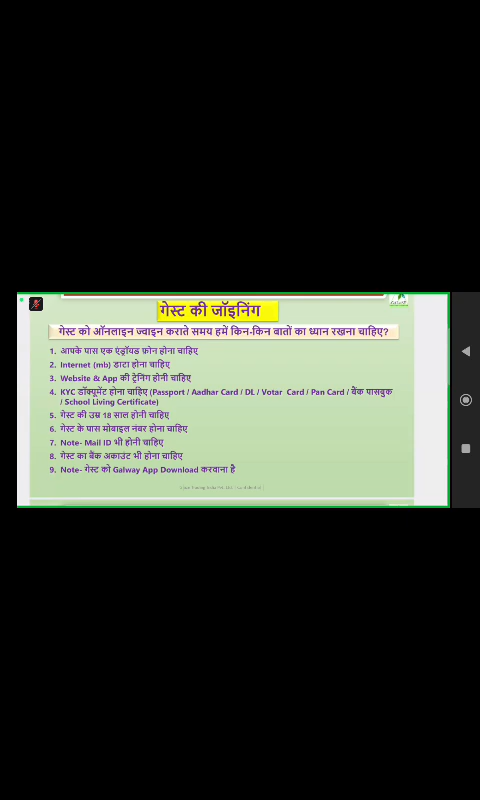 गेस्ट की जॉइनिंग
गेस्ट को ऑनलाइन ज्वाइन कराते समय हमें किन-किन बातों का ध्यान रखना चाहिए?
1. आपके पास एक एंड्रॉयड फ़ोन होना चाहिए
2. Internet (mb) डाटा होना चाहिए
3. Website & App की ट्रेनिंग होनी चाहिए
4. KYC डॉक्यूमेंट होना चाहिए (Passport / Aadhar Card / DL / Votar Card / Pan Card / बैंक पासबुक
/ School Living Certificate)
5. गेस्ट की उम्र 18 साल होनी चाहिए
6. गेस्ट के पास मोबाइल नंबर होना चाहिए
7. Note- Mail ID भी होनी चाहिए
8. गेस्ट का बैंक अकाउंट भी होना चाहिए
9. Note- गेस्ट को Galway App Download करवाना है